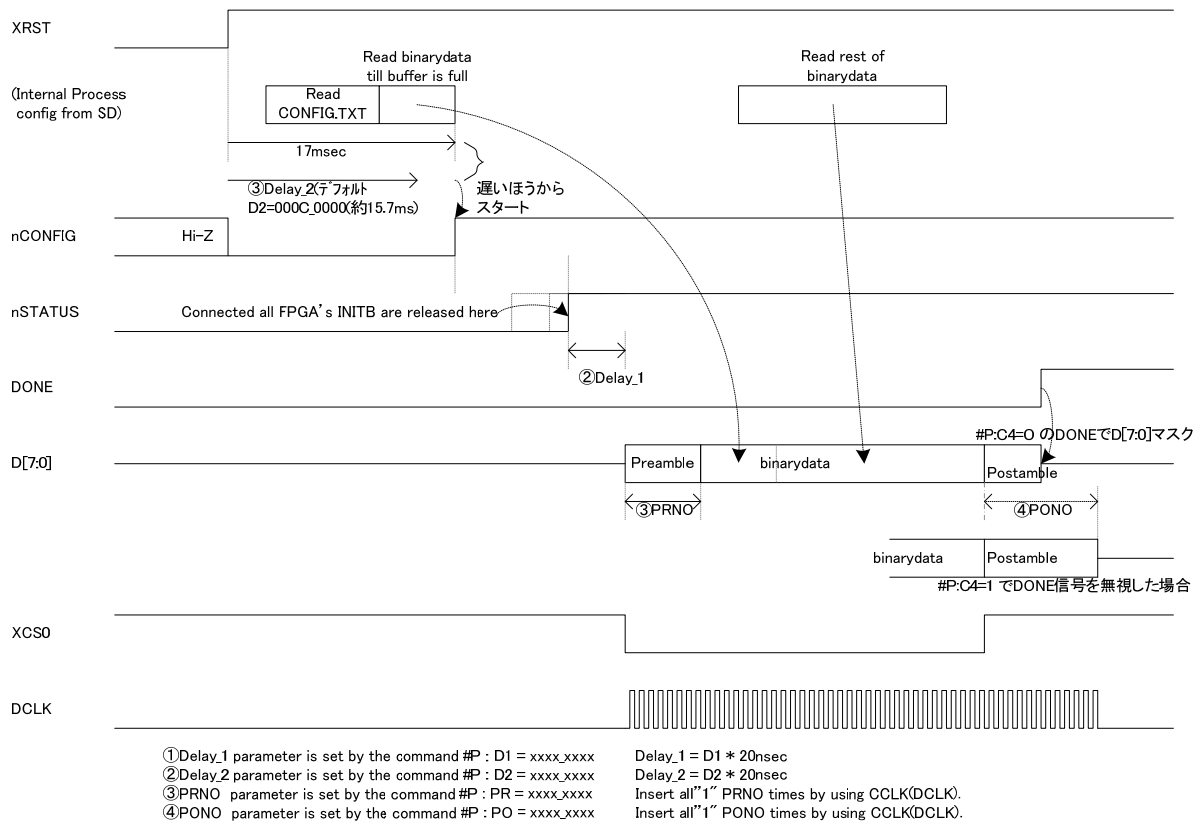 XRST
Read binarydata
till buffer is full
Read rest of
binarydata
(Internal Process
config from SD)
Read
CONFIG.TXT
17msec
③Delay_2(デフォルト
D2=000C_0000(約15.7ms)
遅いほうから
スタート
nCONFIG
Hi-Z
nSTATUS
Connected all FPGA's INITB are released here
②Delay_1
DONE
#P:C4=0 のDONEでD[7:0]マスク
D[7:0]
Preamble
binarydata
Postamble
③PRNO
④PONO
binarydata
Postamble
#P:C4=1 でDONE信号を無視した場合
XCS0
DCLK
①Delay_1 parameter is set by the command #P : D1 = xxxx_xxxx Delay_1 = D1 * 20nsec
②Delay_2 parameter is set by the command #P : D2 = xxxx_xxxx Delay_2 = D2 * 20nsec
③PRNO parameter is set by the command #P : PR = xxxx_xxxx Insert all"1" PRNO times by using CCLK(DCLK).
④PONO parameter is set by the command #P : PO = xxxx_xxxx Insert all"1" PONO times by using CCLK(DCLK).